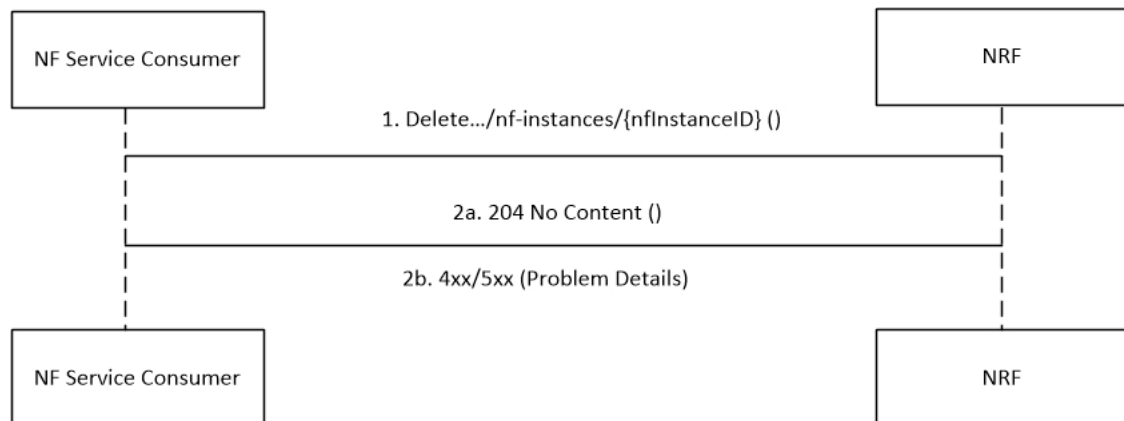 NF Service Consumer
NRF
1. Delete.../nf-instances/{nfInstanceID} ()
2a. 204 No Content ()
2b. 4xx/5xx (Problem Details)
NF Service Consumer
NRF